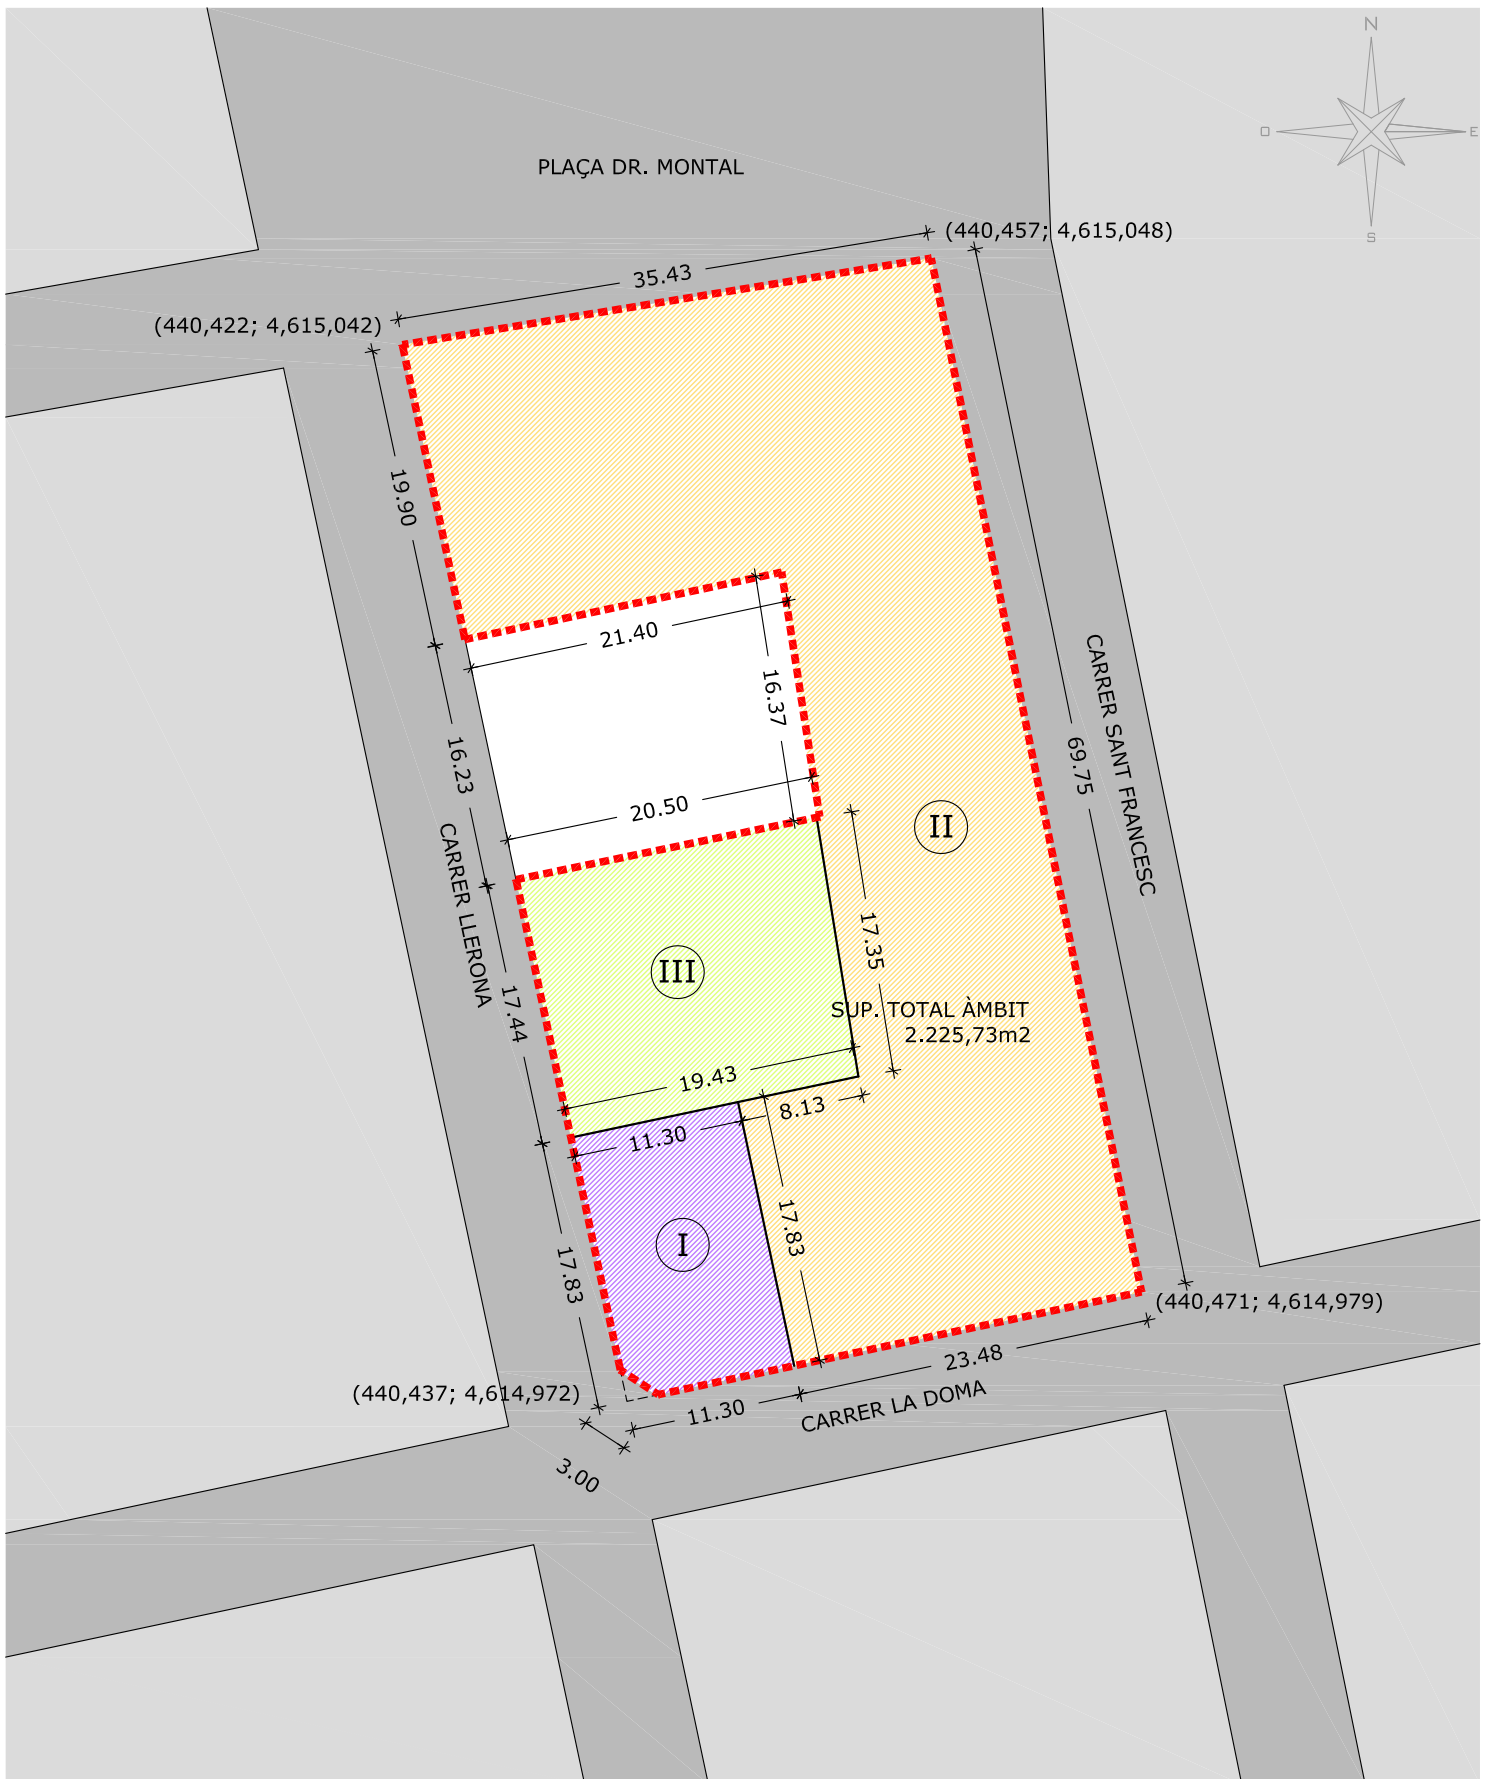 N
O
E
S
PLAÇA DR. MONTAL
(440,457; 4,615,048)
35.43
(440,422; 4,615,042)
19.90
21.40
16.37
16.23
20.50
CARRER SANT FRANCESC
69.75
II
CARRER LLERONA
17.35
III
17.44
SUP. TOTAL ÀMBIT
2.225,73m2
19.43
8.13
11.30
17.83
I
17.83
(440,471; 4,614,979)
23.48
(440,437; 4,614,972)
11.30
CARRER LA DOMA
3.00